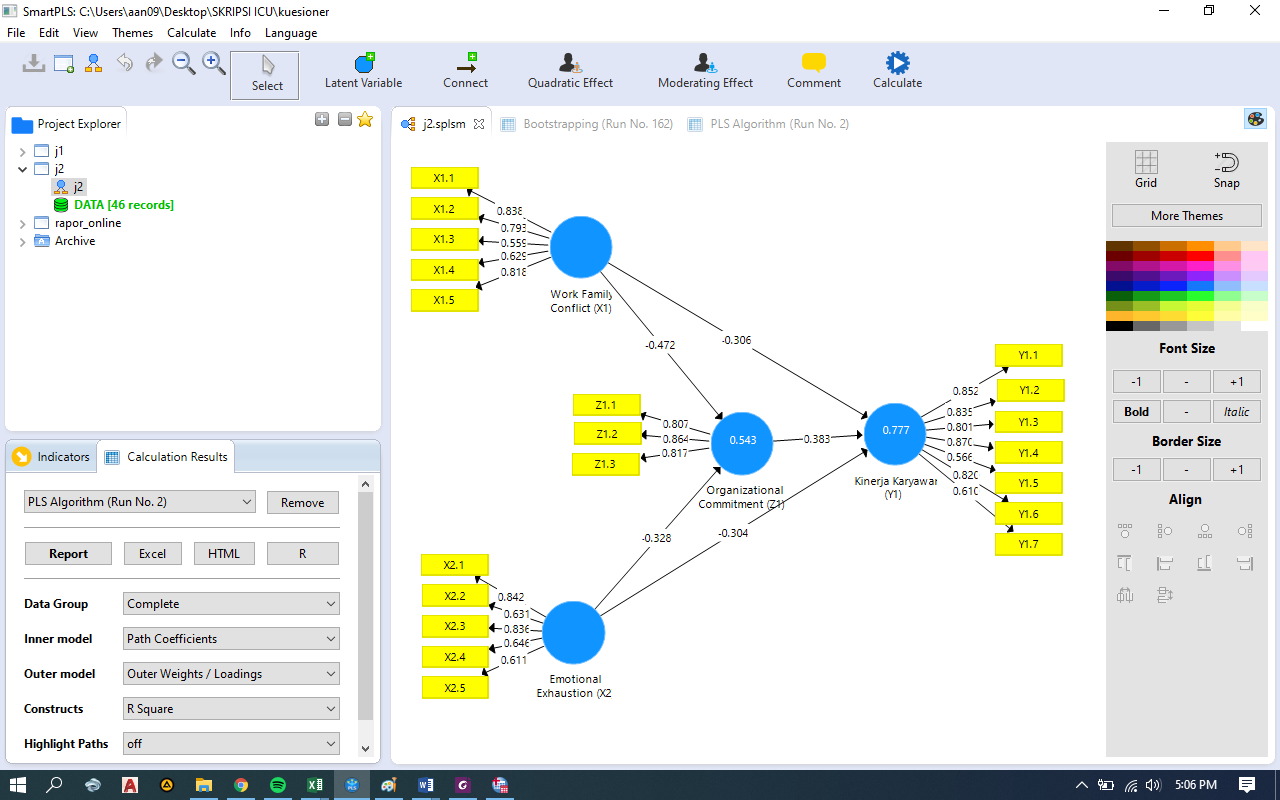 SmartPLS: C:\Users\aan09\Desktop\SKRIPSI ICU\kuesioner
File Edit View Themes Calculate Info Language
Select
Latent Variable
Connect
Quadratic Effect
Moderating Effect
Comment
Calculate
Project Explorer
j1
j2
j2
DATA [46 records]
rapor_online
Archive
Indicators
Calculation Results
PLS Algorithm (Run No. 2)
Remove
Report
Excel
HTML
R
Data Group
Complete
Inner model
Path Coefficients
Outer model
Outer Weights / Loadings
Constructs
R Square
Highlight Paths
off
j2.splsm
Bootstrapping (Run No. 162)
PLS Algorithm (Run No. 2)
X1.1
X1.2
X1.3
X1.4
X1.5
0.838
0.793
0.559
0.629
0.818
Work Family
Conflict (X1)
-0.472
-0.306
Z1.1
Z1.2
Z1.3
0.807
0.864
0.817
0.543
Organizational
Commitment (Z1)
0.383
0.777
Kinerja Karyawar
(Y1)
0.852
0.835
0.801
0.870
0.566
0.820
0.610
Y1.1
Y1.2
Y1.3
Y1.4
Y1.5
Y1.6
Y1.7
-0.328
-0.304
X2.1
X2.2
X2.3
X2.4
X2.5
0.842
0.631
0.836
0.646
0.611
Emotional
Exhaustion (X2
Grid
Snap
More Themes
Font Size
-1 - +1
Bold - Italic
Border Size
-1 - +1
Align
5:06 PM